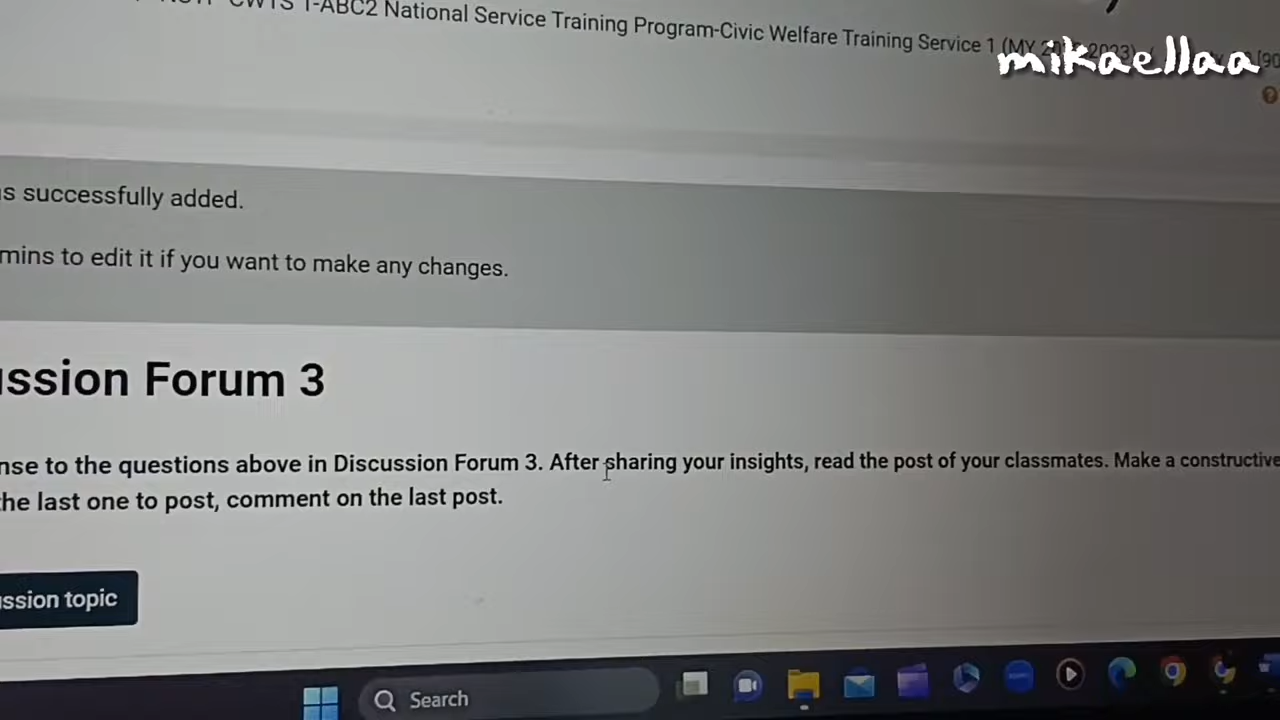 CWTS 1-ABC2 National Service Training Program-Civic Welfare Training Service 1 (MY
mikaellaa
successfully added.
mins to edit it if you want to make any changes.
ssion Forum 3
nse to the questions above in Discussion Forum 3. After sharing your insights, read the post of your classmates. Make a constructive
the last one to post, comment on the last post.
ssion topic
Search